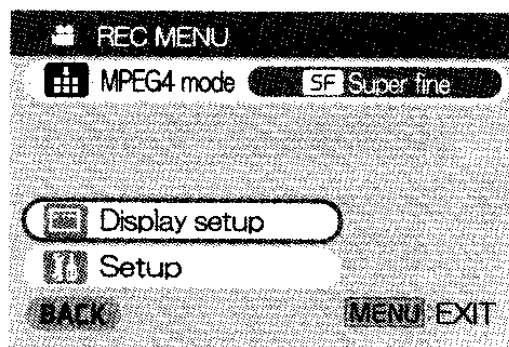 REC MENU
MPEG4 mode SF Super fine
Display setup
Setup
BACK MENU EXIT